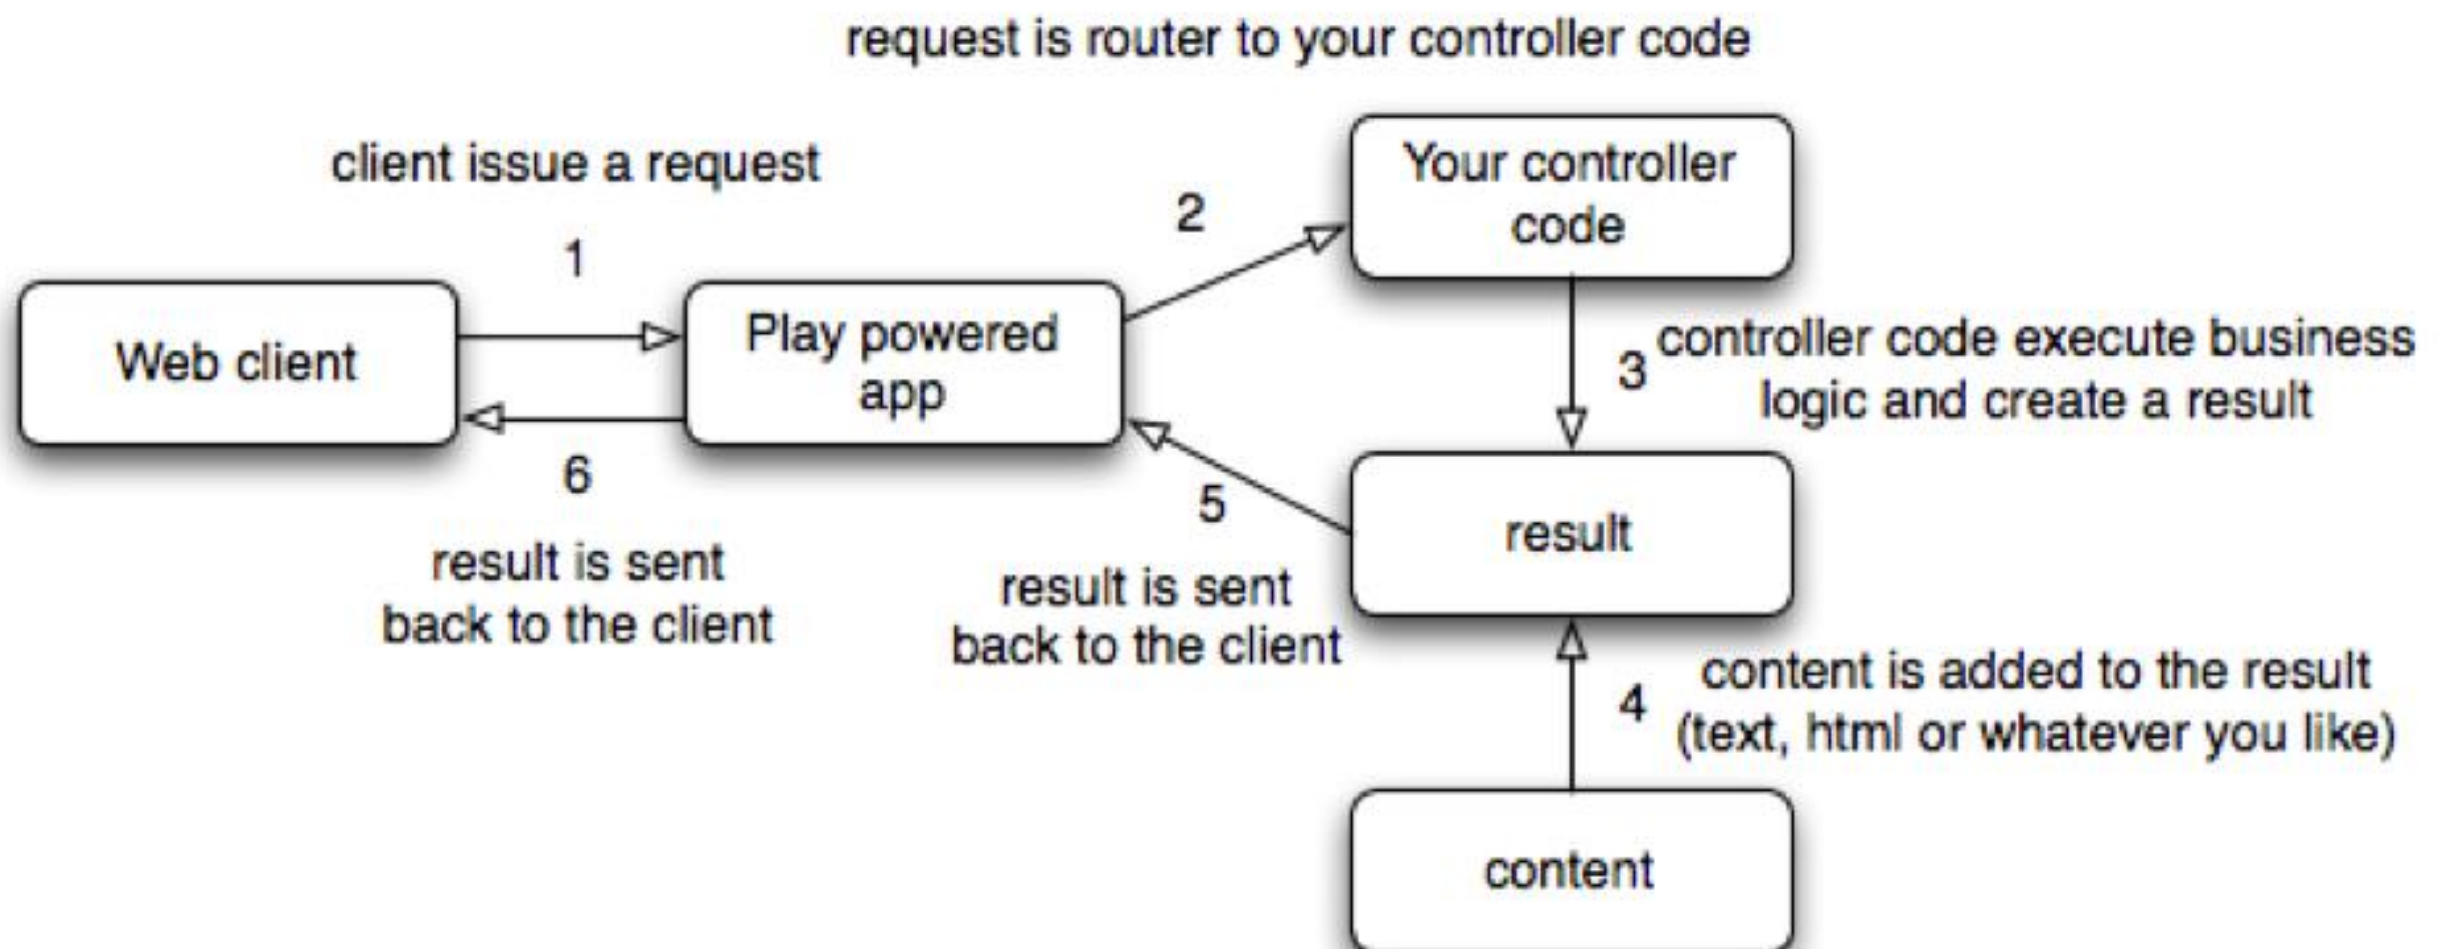 request is router to your controller code
client issue a request
1
2
Your controller
code
Web client
Play powered
app
3
controller code execute business
logic and create a result
6
result is sent
back to the client
5
result is sent
back to the client
result
4
content is added to the result
(text, html or whatever you like)
content